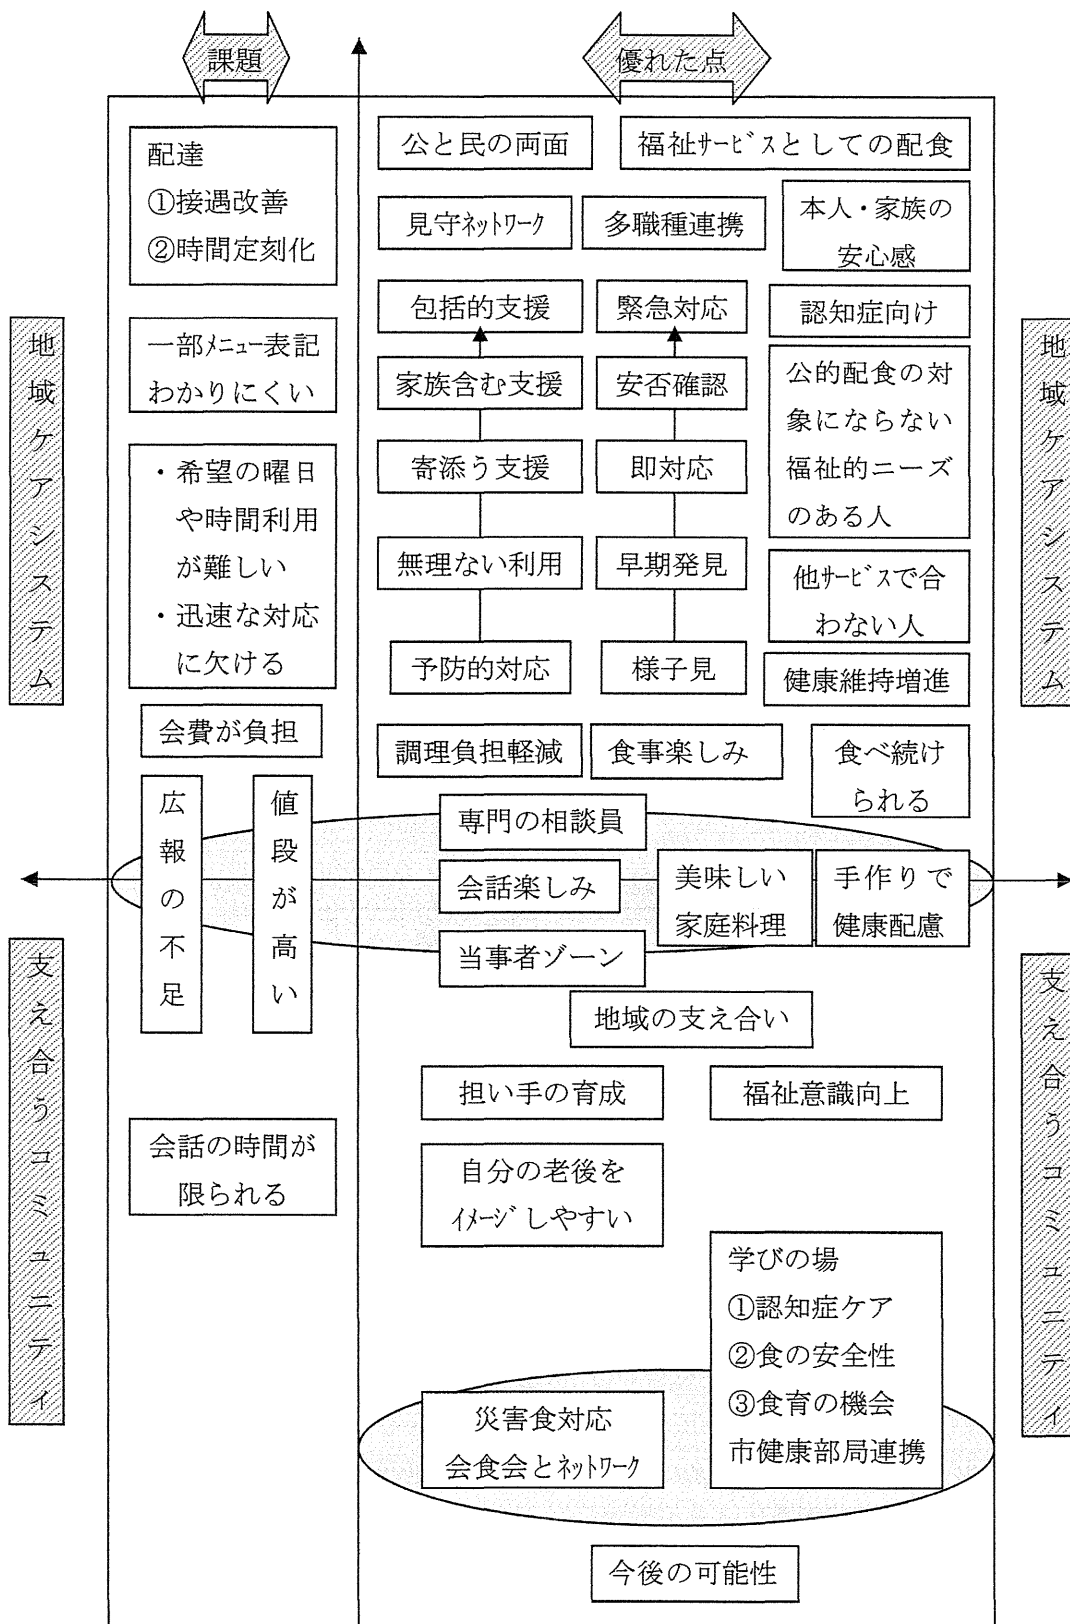 課題
優れた点
配達
①接遇改善
②時間定刻化
一部メニュー表記
わかりにくい
・希望の曜日
や時間利用
が難しい
・迅速な対応
に欠ける
会費が負担
広報の不足
値段が高い
会話の時間が
限られる
公と民の両面
福祉サービスとしての配食
見守ネットワーク
多職種連携
本人・家族の
安心感
包括的支援
緊急対応
認知症向け
家族含む支援
安否確認
公的配食の対
象にならない
福祉的ニーズ
のある人
寄添う支援
即対応
無理ない利用
早期発見
他サービスで合
わない人
予防的対応
様子見
健康維持増進
調理負担軽減
食事楽しみ
食べ続け
られる
専門の相談員
会話楽しみ
美味しい
家庭料理
手作りで
健康配慮
当事者ゾーン
地域の支え合い
担い手の育成
福祉意識向上
自分の老後を
イメージしやすい
学びの場
①認知症ケア
②食の安全性
③食育の機会
市健康部局連携
災害食対応
会食会とネットワーク
今後の可能性
地域ケアシステム
支え合うコミュニティ
地域ケアシステム
支え合うコミュニティ